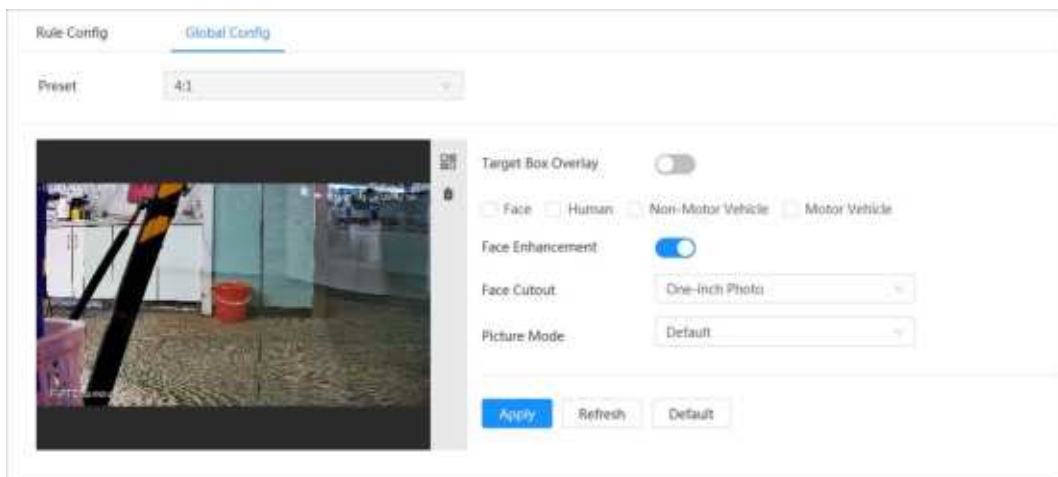 Rule Config
Global Config
Preset
4:1
Target Box Overlay
Face
Human
Non-Motor Vehicle
Motor Vehicle
Face Enhancement
Face Cutout
One-inch Photo
Picture Mode
Default
Apply
Refresh
Default